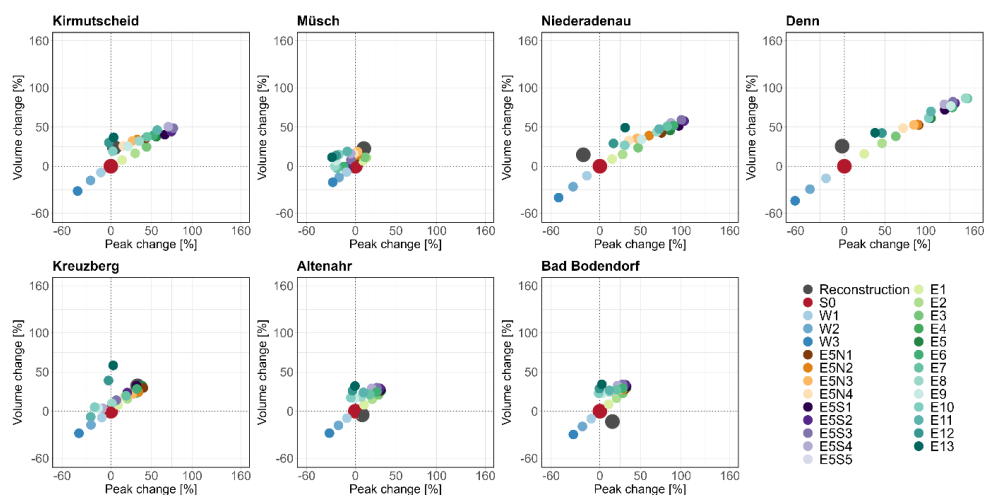 Kirmutscheid Müsch Niederadenau Denn
160 160 160 160
100 100 100 100
50 50 50 50
0 0 0 0
-60 -60 -60 -60
Volume change [%] Volume change [%] Volume change [%] Volume change [%]
-60 0 50 100 160 -60 0 50 100 160 -60 0 50 100 160 -60 0 50 100 160
Peak change [%] Peak change [%] Peak change [%] Peak change [%]
Kreuzberg Altenahr Bad Bodendorf
160 160 160
100 100 100
50 50 50
0 0 0
-60 -60 -60
Volume change [%] Volume change [%] Volume change [%]
-60 0 50 100 160 -60 0 50 100 160 -60 0 50 100 160
Peak change [%] Peak change [%] Peak change [%]
Reconstruction
S0
W1
W2
W3
E5N1
E5N2
E5N3
E5N4
E5S1
E5S2
E5S3
E5S4
E5S5
E1
E2
E3
E4
E5
E6
E7
E8
E9
E10
E11
E12
E13